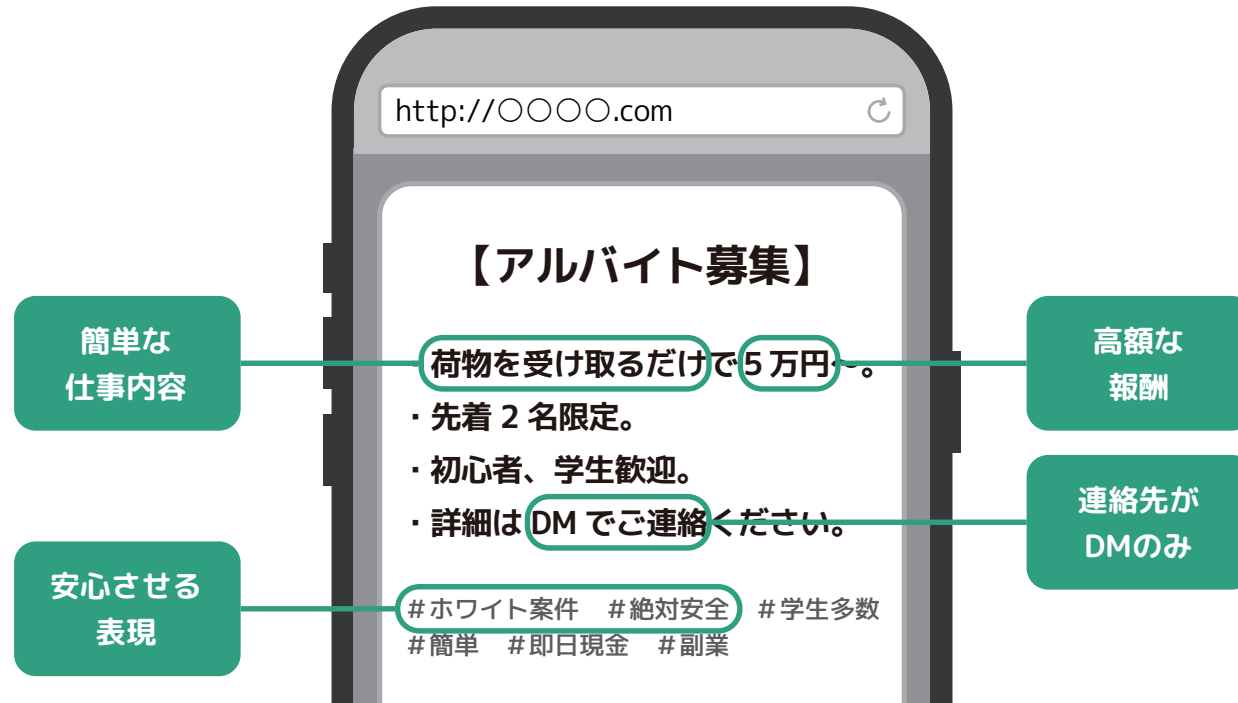 http://○○○○.com
【アルバイト募集】
・荷物を受け取るだけで5万円〜。
・先着2名限定。
・初心者、学生歓迎。
・詳細はDMでご連絡ください。
#ホワイト案件 #絶対安全 #学生多数
#簡単 #即日現金 #副業
簡単な
仕事内容
高額な
報酬
連絡先が
DMのみ
安心させる
表現